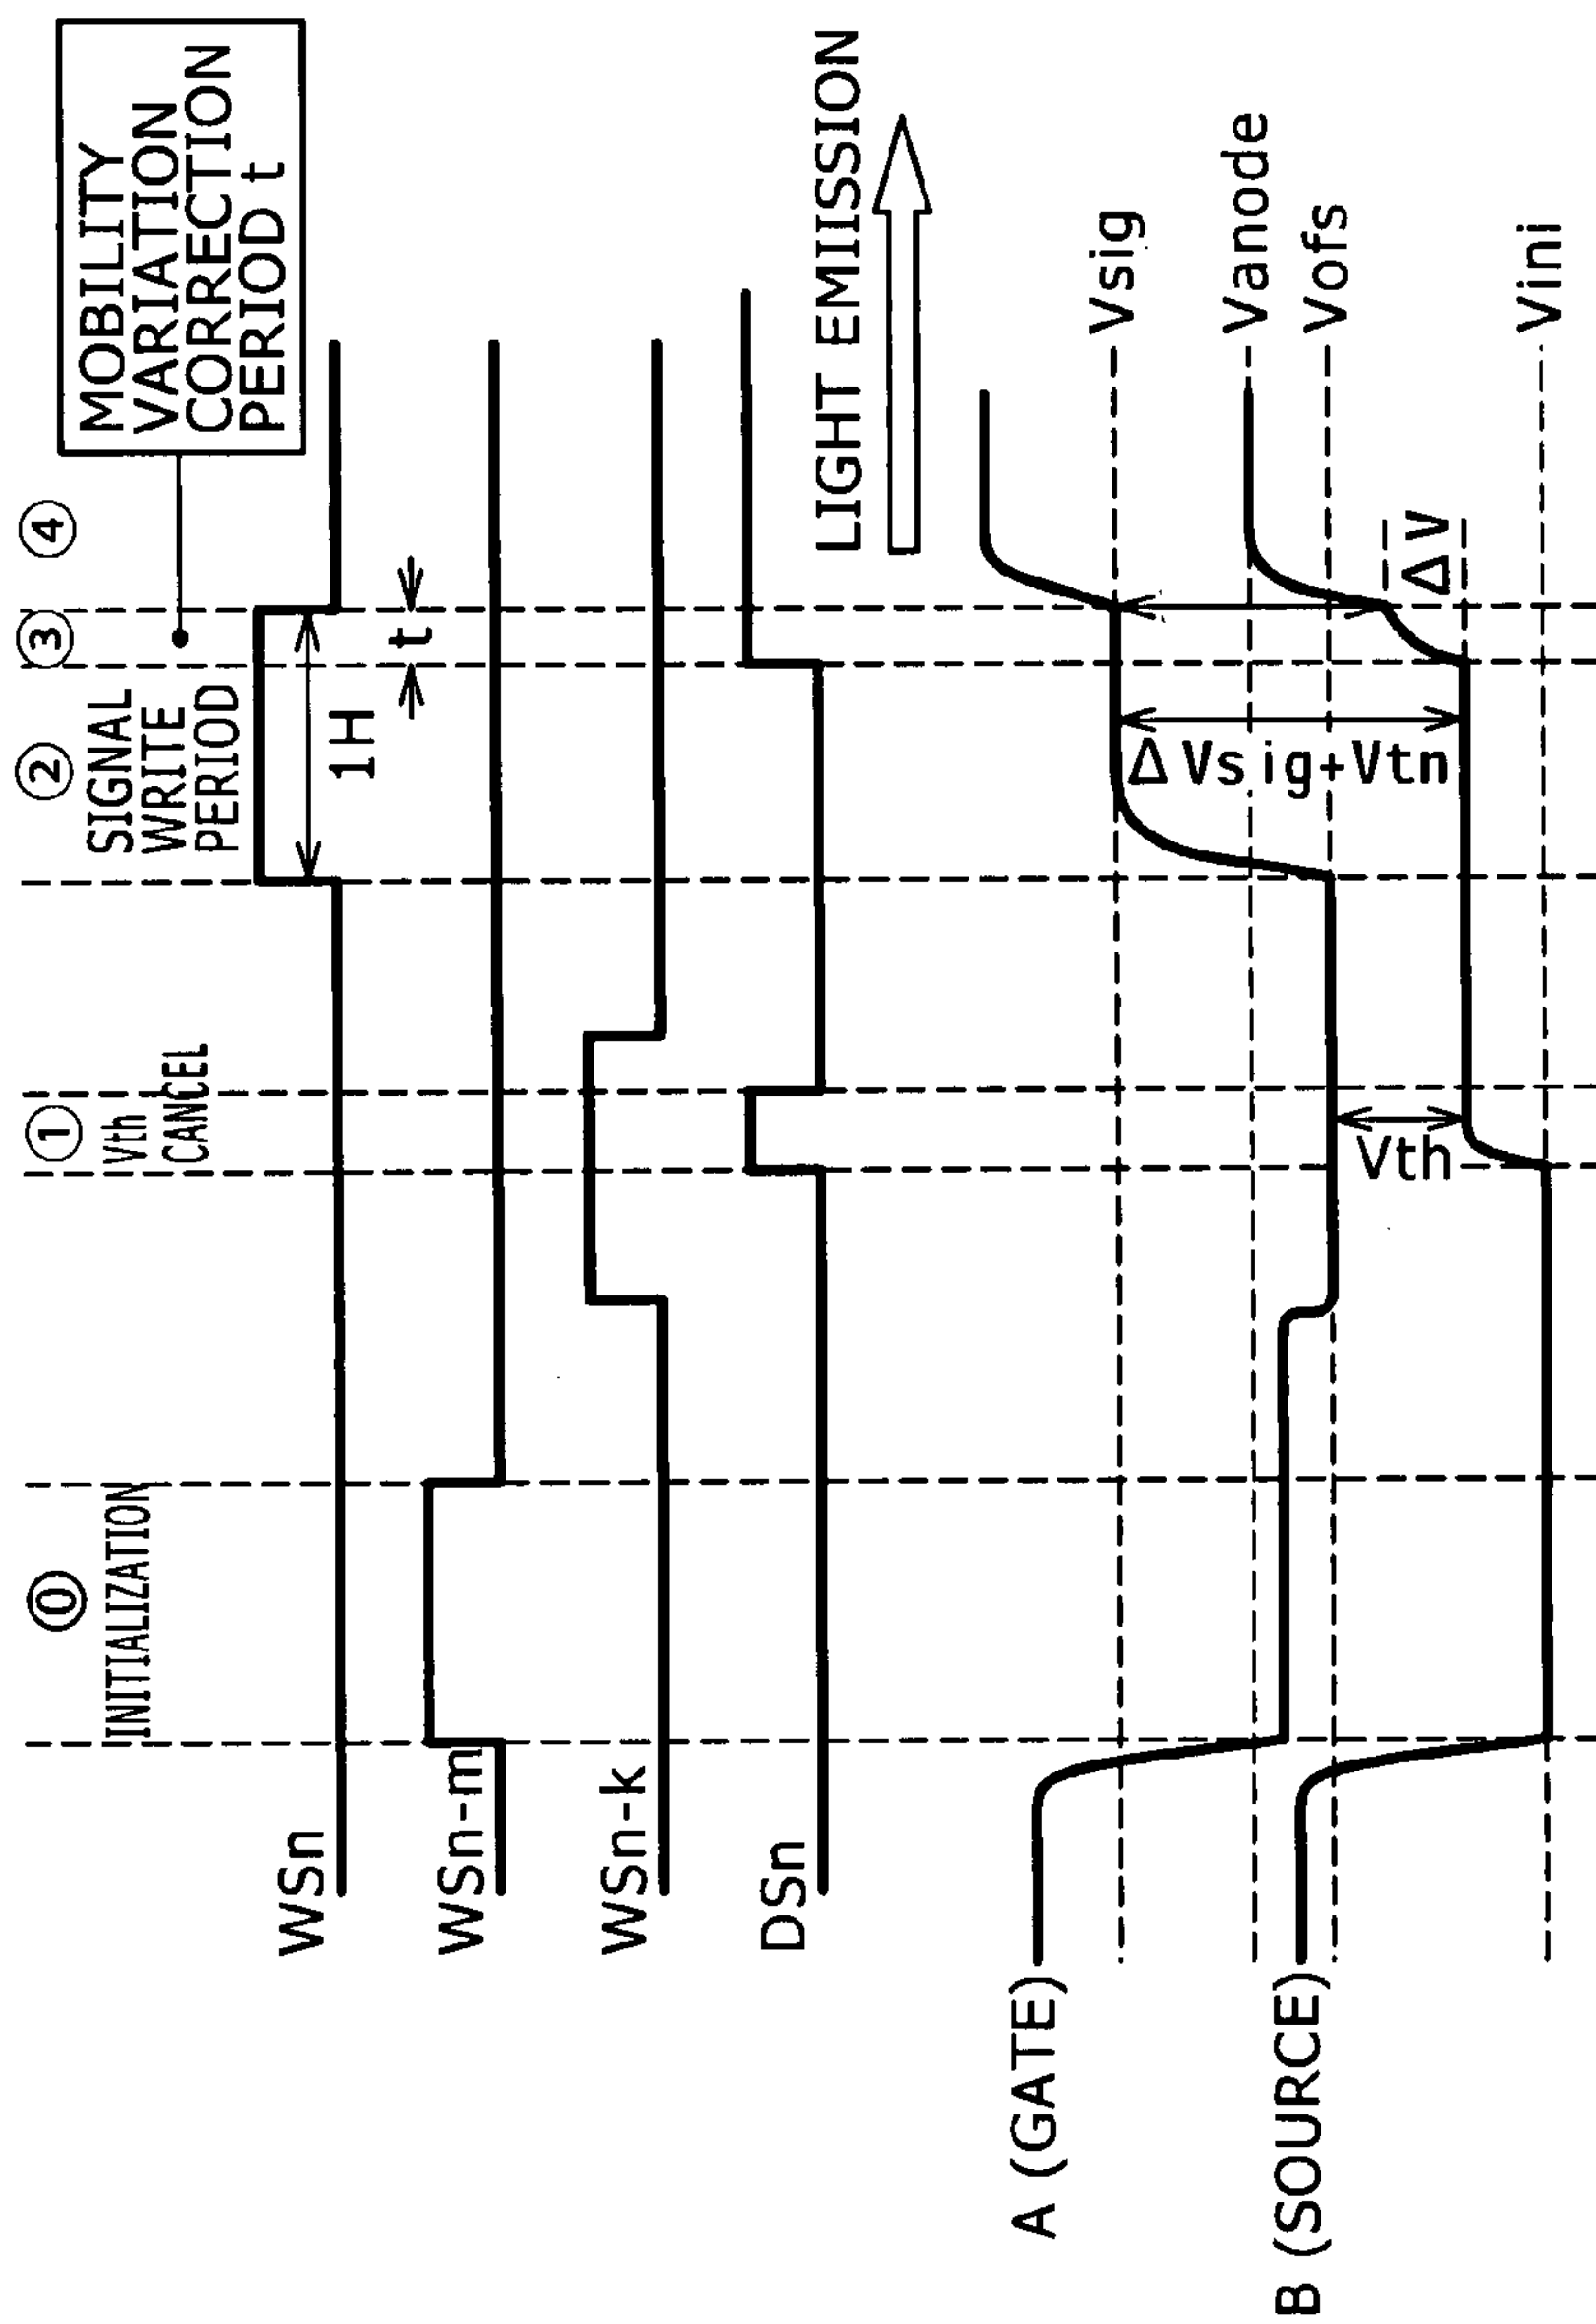 ⓪
INITIALIZATION
①
Vth
CANCEL
②
SIGNAL
WRITE
PERIOD
③
④
MOBILITY
VARIATION
CORRECTION
PERIOD t
WSn
1H
t
WSn-m
WSn-k
DSn
LIGHT EMIISSION
A (GATE)
Vsig
Vanode
B (SOURCE)
Vofs
ΔVsig+Vtn
Vth
ΔV
Vini